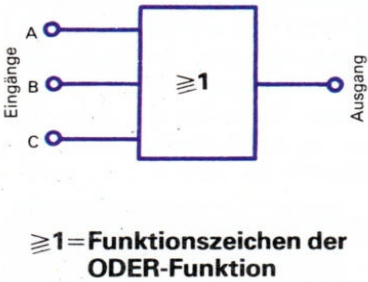 Eingänge
A
B
C
≧1
Ausgang
≧1=Funktionszeichen der
ODER-Funktion